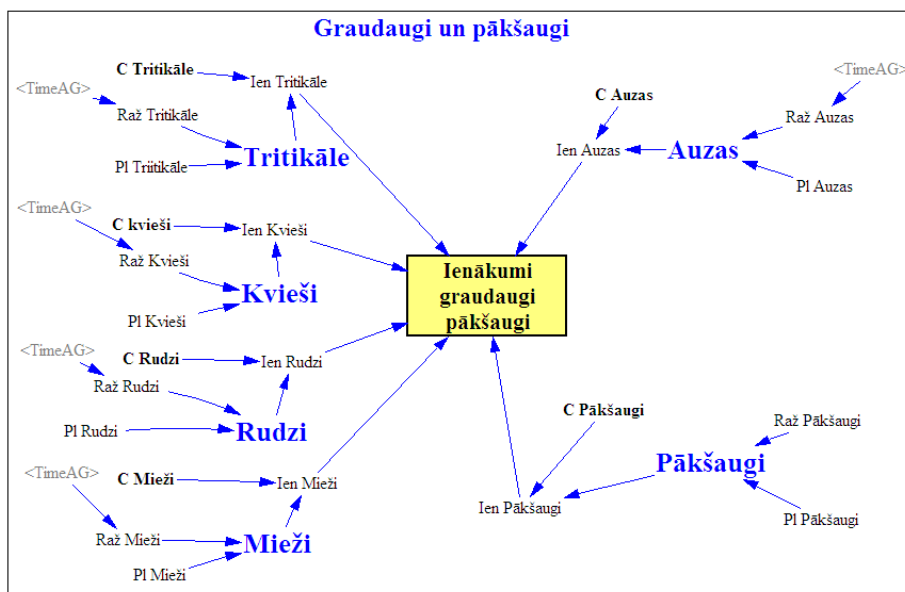 Graudaugi un pākšaugi
C Tritikāle
Ien Tritikāle
<TimeAG>
Raž Tritikāle
Tritikāle
Pl Triitikāle
C Auzas
<TimeAG>
Raž Auzas
Ien Auzas
Auzas
Pl Auzas
<TimeAG>
C kvieši
Ien Kvieši
Raž Kvieši
Kvieši
Pl Kvieši
Ienākumi
graudaugi
pākšaugi
<TimeAG>
C Rudzi
Ien Rudzi
Raž Rudzi
Pl Rudzi
Rudzi
<TimeAG>
C Mieži
Ien Mieži
Raž Mieži
Mieži
Pl Mieži
C Pākšaugi
Raž Pākšaugi
Pākšaugi
Ien Pākšaugi
Pl Pākšaugi